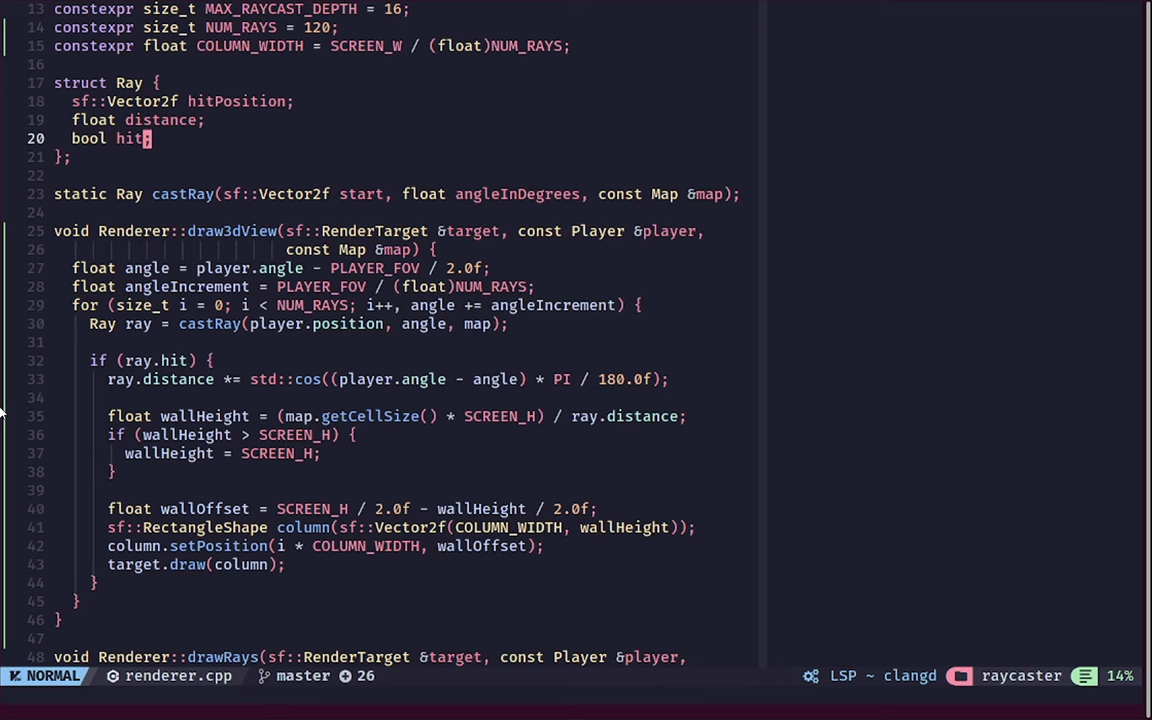 13 constexpr size_t MAX_RAYCAST_DEPTH = 16;
14 constexpr size_t NUM_RAYS = 120;
15 constexpr float COLUMN_WIDTH = SCREEN_W / (float)NUM_RAYS;
16
17 struct Ray {
18   sf::Vector2f hitPosition;
19   float distance;
20   bool hit;
21 };
22
23 static Ray castRay(sf::Vector2f start, float angleInDegrees, const Map &map);
24
25 void Renderer::draw3dView(sf::RenderTarget &target, const Player &player,
26                           const Map &map) {
27   float angle = player.angle - PLAYER_FOV / 2.0f;
28   float angleIncrement = PLAYER_FOV / (float)NUM_RAYS;
29   for (size_t i = 0; i < NUM_RAYS; i++, angle += angleIncrement) {
30     Ray ray = castRay(player.position, angle, map);
31
32     if (ray.hit) {
33       ray.distance *= std::cos((player.angle - angle) * PI / 180.0f);
34
35       float wallHeight = (map.getCellSize() * SCREEN_H) / ray.distance;
36       if (wallHeight > SCREEN_H) {
37         wallHeight = SCREEN_H;
38       }
39
40       float wallOffset = SCREEN_H / 2.0f - wallHeight / 2.0f;
41       sf::RectangleShape column(sf::Vector2f(COLUMN_WIDTH, wallHeight));
42       column.setPosition(i * COLUMN_WIDTH, wallOffset);
43       target.draw(column);
44     }
45   }
46 }
47
48 void Renderer::drawRays(sf::RenderTarget &target, const Player &player,
NORMAL renderer.cpp master 26 LSP ~ clangd raycaster 14%